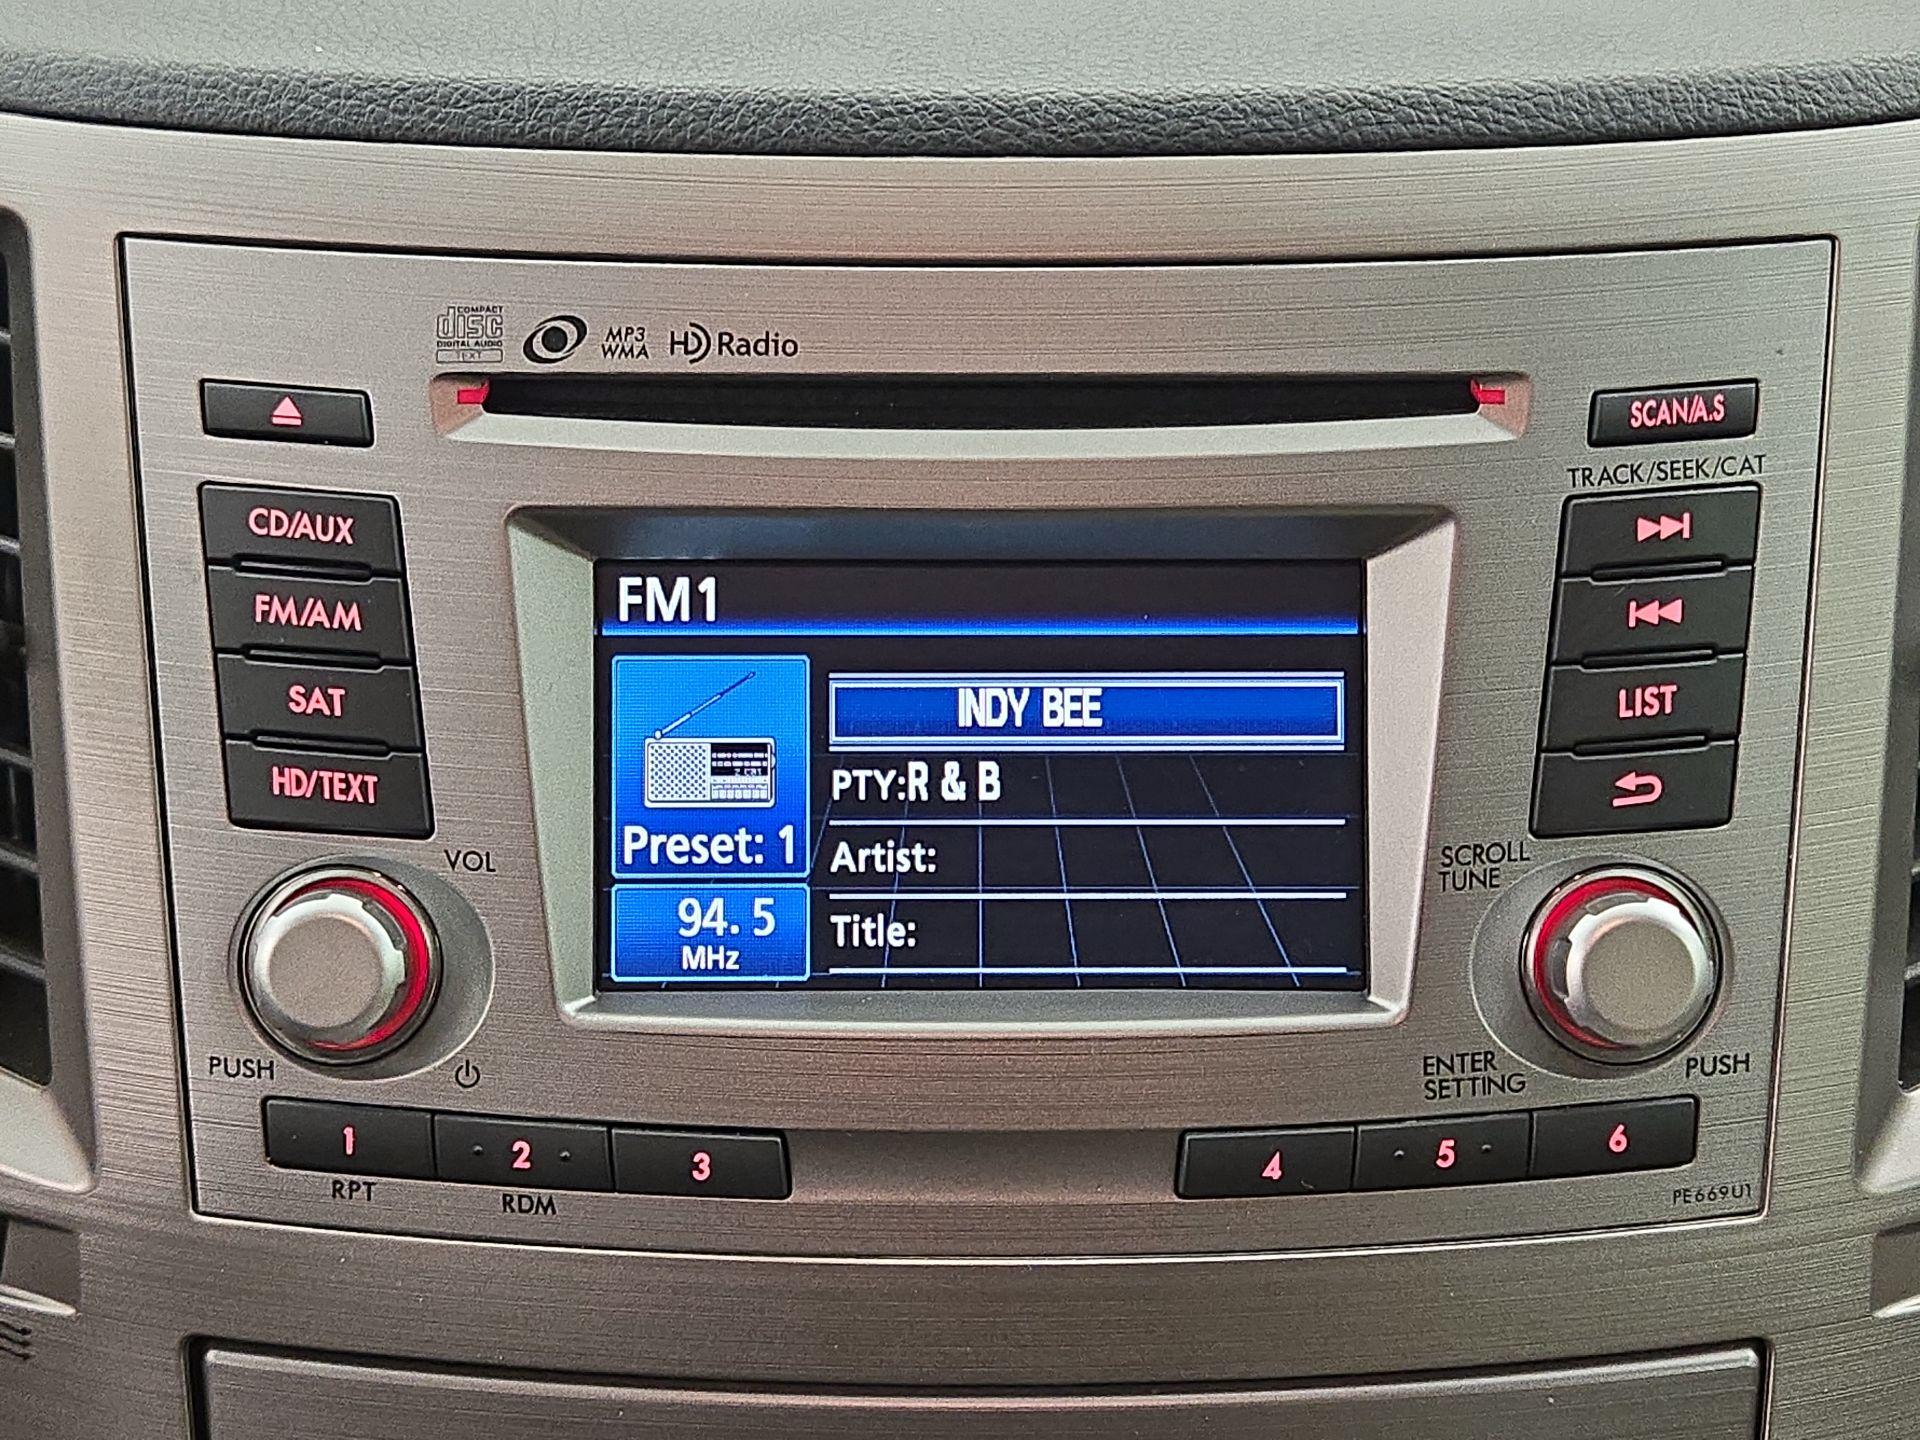 COMPACT
disc
DIGITAL AUDIO
TEXT
MP3
WMA
HD Radio
SCAN/A.S
TRACK/SEEK/CAT
CD/AUX
FM/AM
SAT
HD/TEXT
LIST
FM1
INDY BEE
PTY:R & B
Preset: 1
Artist:
94.5
MHz
Title:
VOL
PUSH
SCROLL
TUNE
ENTER
SETTING
PUSH
1
2
3
4
5
6
RPT
RDM
PE669U1